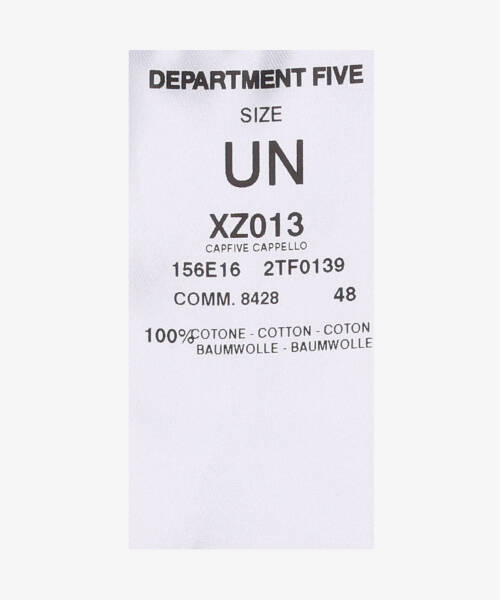 DEPARTMENT FIVE
SIZE
UN
XZ013
CAPFIVE CAPPELLO
156E16 2TF0139
COMM. 8428 48
100% COTONE - COTTON - COTON
BAUMWOLLE - BAUMWOLLE